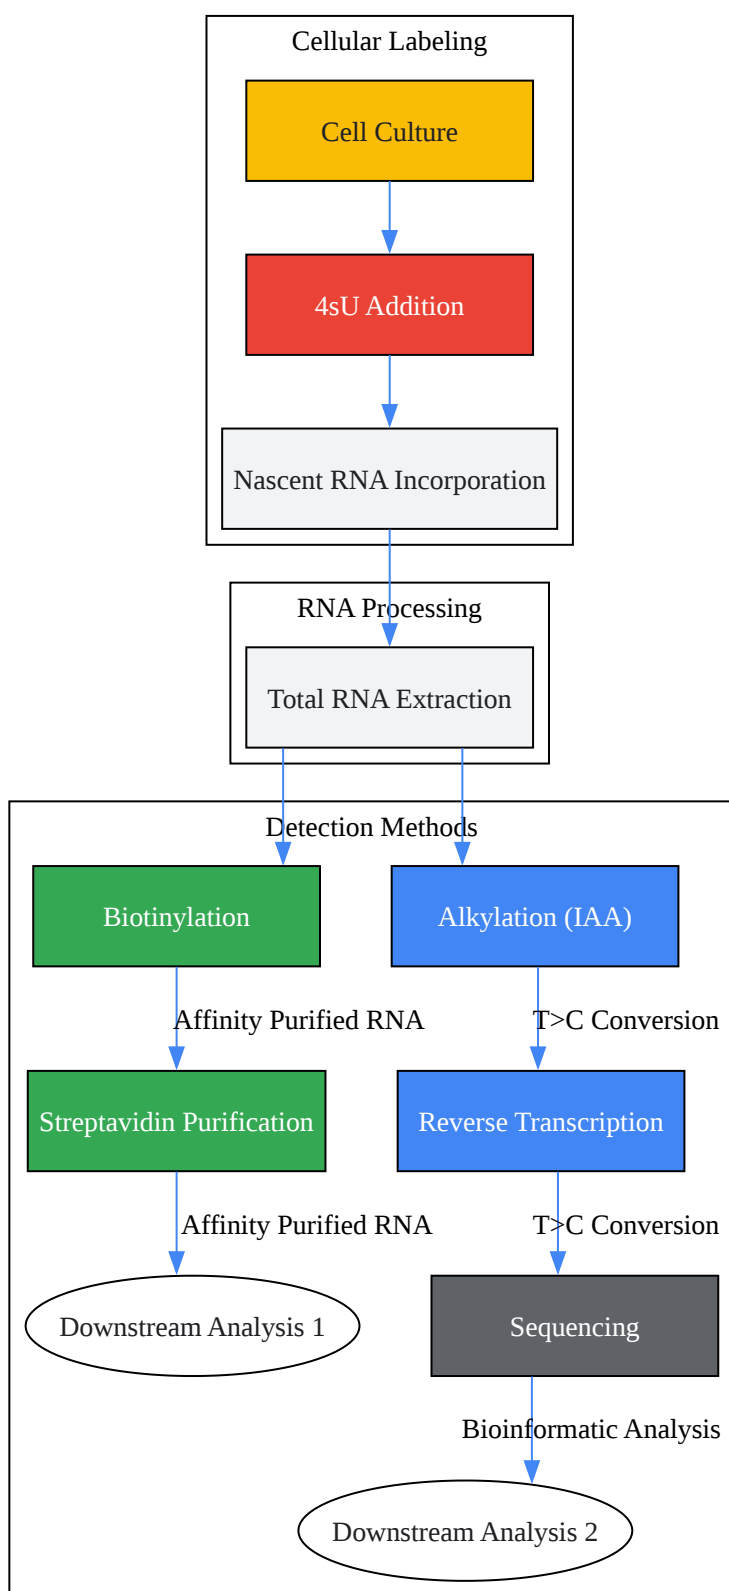 Cellular Labeling
Cell Culture
4sU Addition
Nascent RNA Incorporation
RNA Processing
Total RNA Extraction
Detection Methods
Biotinylation
Alkylation (IAA)
Affinity Purified RNA
T>C Conversion
Streptavidin Purification
Reverse Transcription
Affinity Purified RNA
T>C Conversion
Downstream Analysis 1
Sequencing
Bioinformatic Analysis
Downstream Analysis 2